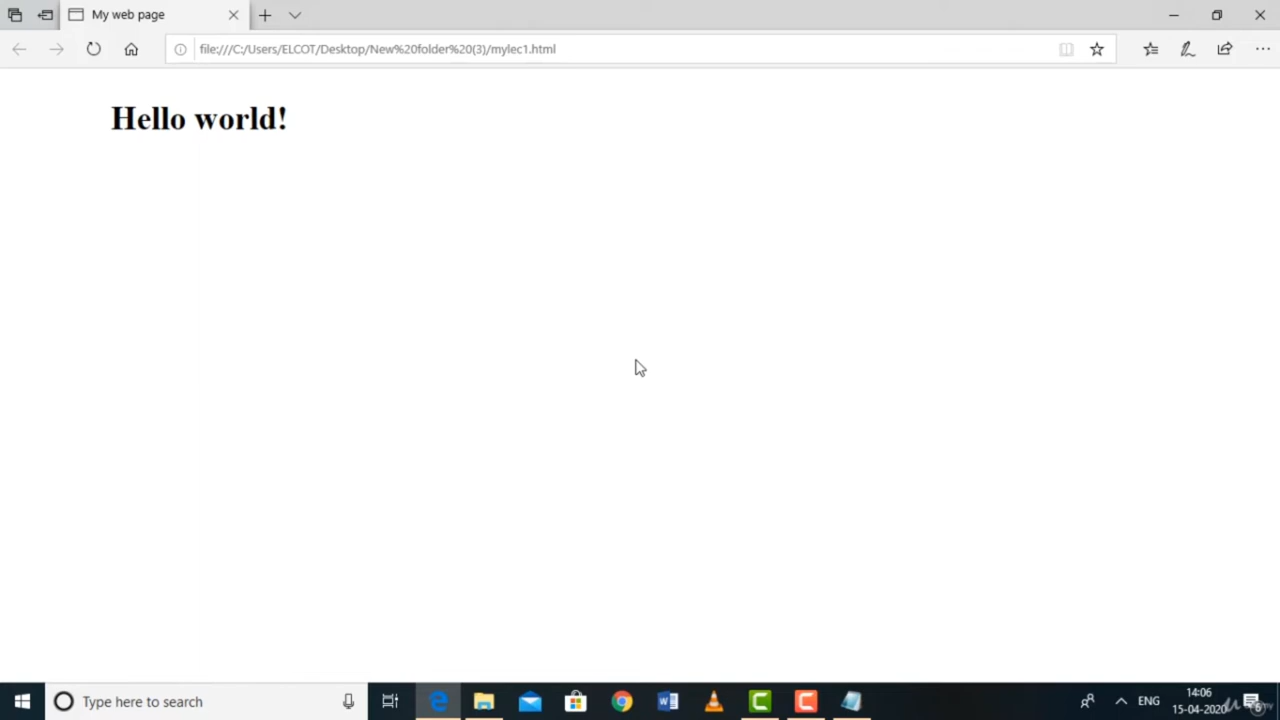 My web page
file:///C:/Users/ELCOT/Desktop/New%20folder%20(3)/mylec1.html
Hello world!
Type here to search
ENG
14:06
15-04-2020